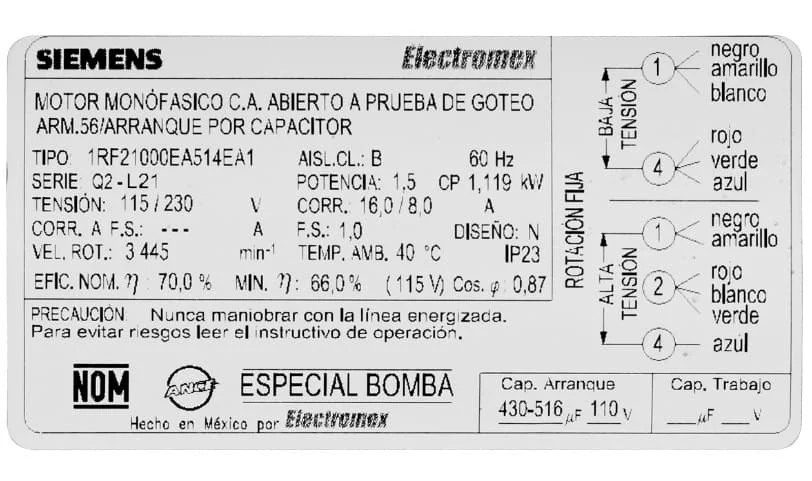 SIEMENS Electromex
MOTOR MONÓFASICO C.A. ABIERTO A PRUEBA DE GOTEO
ARM.56/ARRANQUE POR CAPACITOR
TIPO: 1RF21000EA514EA1 AISL.CL.: B 60 Hz
SERIE: Q2-L21 POTENCIA: 1,5 CP 1,119 kW
TENSIÓN: 115/230 V CORR. 16,0/8,0 A
CORR. A F.S.: --- A F.S.: 1,0 DISEÑO: N
VEL. ROT.: 3 445 min-1 TEMP. AMB. 40 °C IP23
EFIC. NOM. η: 70,0 % MIN. η: 66,0 % (115 V) Cos. φ: 0,87
PRECAUCIÓN: Nunca maniobrar con la línea energizada.
Para evitar riesgos leer el instructivo de operación.
NOM
ANCE
ESPECIAL BOMBA
Hecho en México por Electromex
Cap. Arranque
430-516 μF 110 V
Cap. Trabajo
___ μF ___ V
ROTACION FIJA
BAJA
TENSIÓN
1
negro
amarillo
blanco
4
rojo
verde
azul
ALTA
TENSIÓN
1
negro
amarillo
2
rojo
blanco
verde
4
azúl